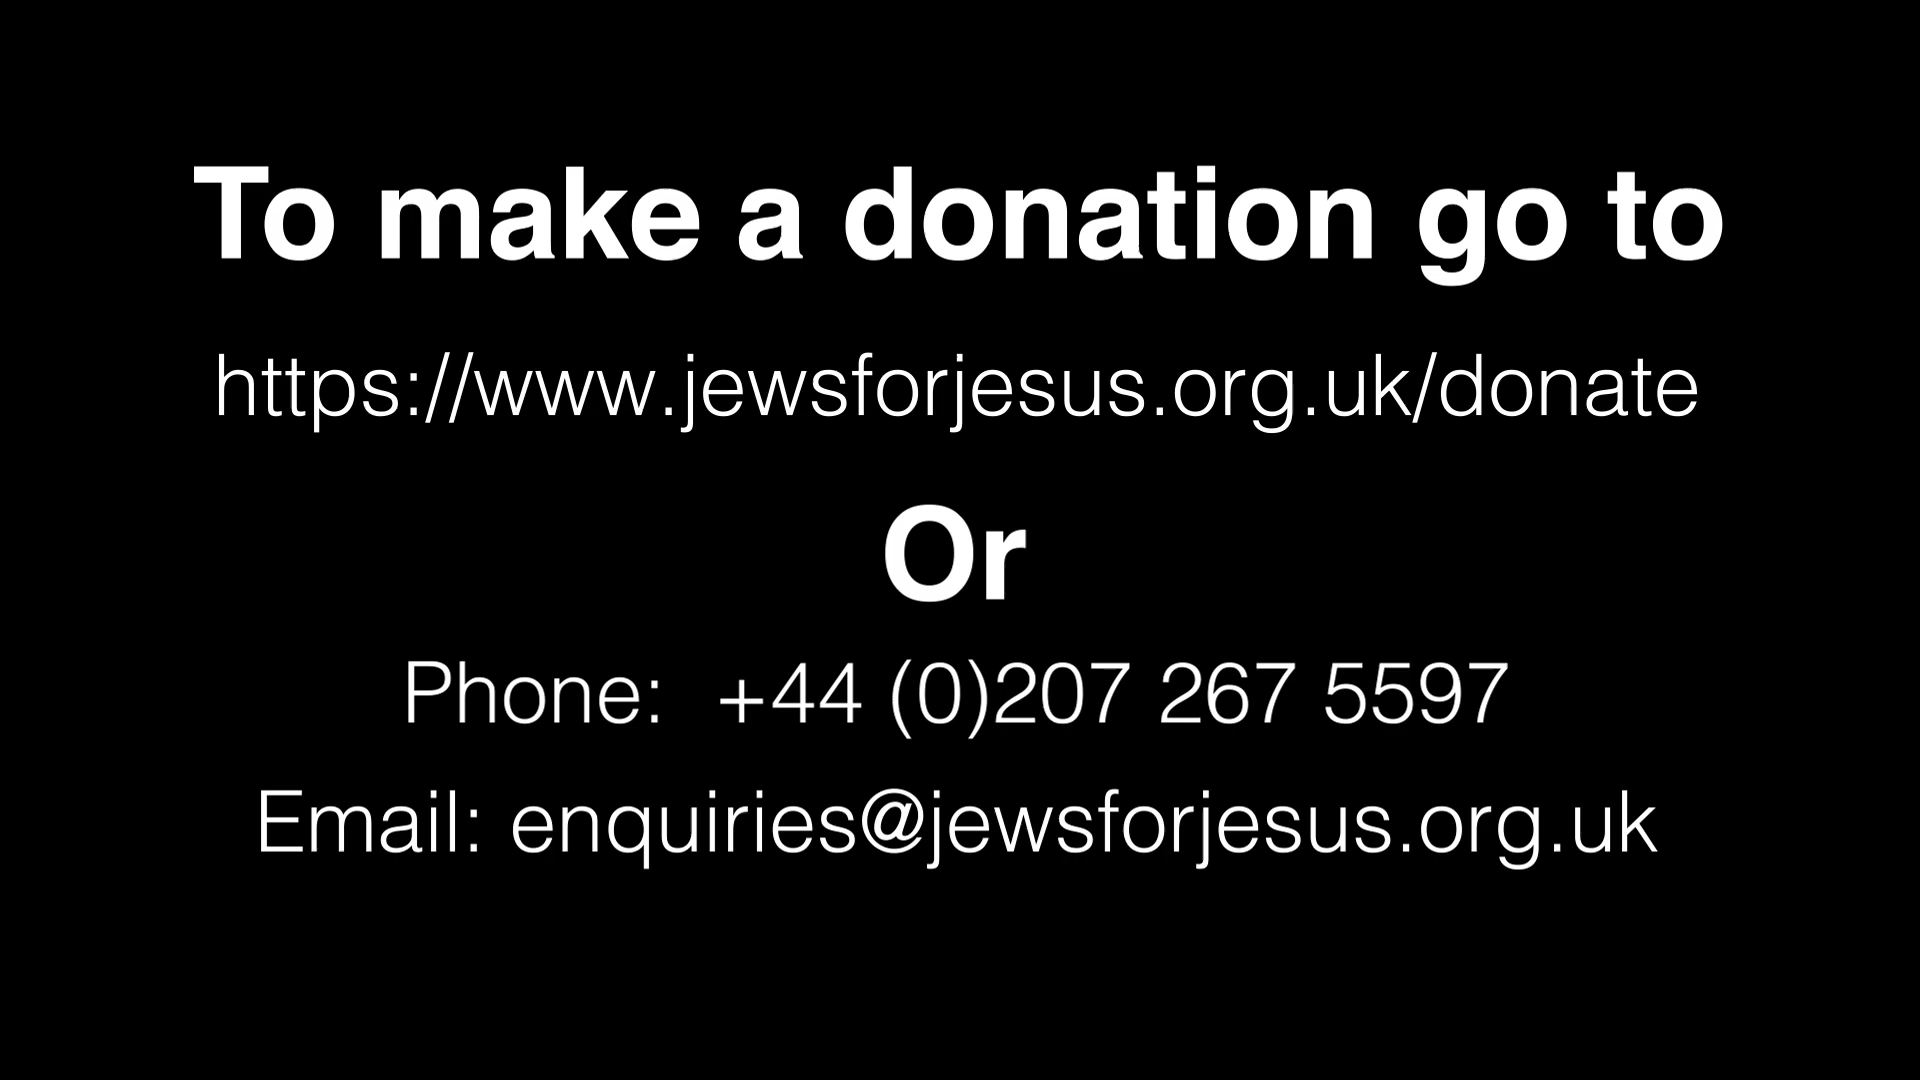 To make a donation go to
https://www.jewsforjesus.org.uk/donate
Or
Phone:  +44 (0)207 267 5597
Email: enquiries@jewsforjesus.org.uk